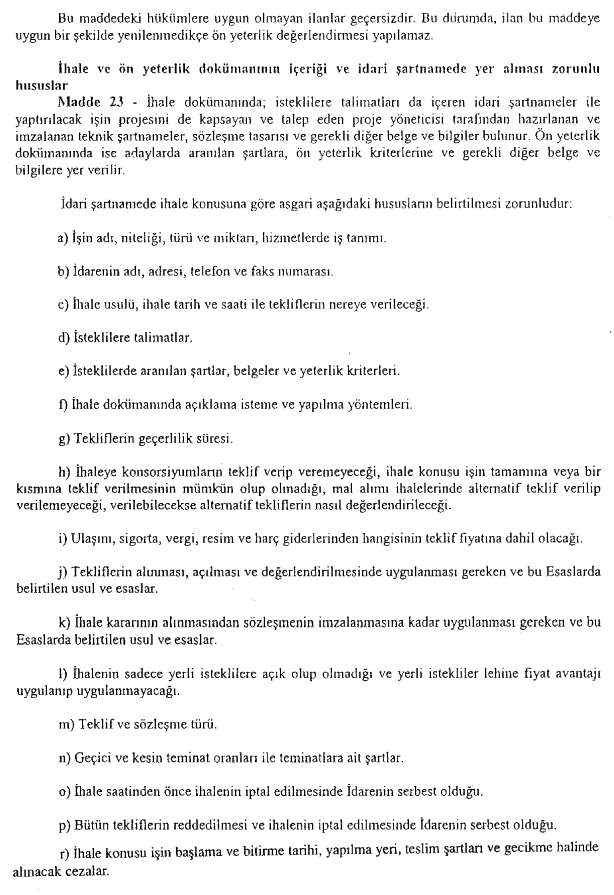 Bu maddedeki hükümlere uygun olmayan ilanlar geçersizdir. Bu durumda, ilan bu maddeye
uygun bir şekilde yenilenmedikçe ön yeterlik değerlendirmesi yapılamaz.
İhale ve ön yeterlik dokümanının içeriği ve idari şartnamede yer alması zorunlu
hususlar
Madde 23 - İhale dokümanında; isteklilere talimatları da içeren idari şartnameler ile
yaptırılacak işin projesini de kapsayan ve talep eden proje yöneticisi tarafından hazırlanan ve
imzalanan teknik şartnameler, sözleşme tasarısı ve gerekli diğer belge ve bilgiler bulunur. Ön yeterlik
dokümanında ise adaylarda aranılan şartlara, ön yeterlik kriterlerine ve gerekli diğer belge ve
bilgilere yer verilir.
İdari şartnamede ihale konusuna göre asgari aşağıdaki hususların belirtilmesi zorunludur:
a) İşin adı, niteliği, türü ve miktarı, hizmetlerde iş tanımı.
b) İdarenin adı, adresi, telefon ve faks numarası.
c) İhale usulü, ihale tarih ve saati ile tekliflerin nereye verileceği.
d) İsteklilere talimatlar.
e) İsteklilerde aranılan şartlar, belgeler ve yeterlik kriterleri.
f) İhale dokümanında açıklama isteme ve yapılma yöntemleri.
g) Tekliflerin geçerlilik süresi.
h) İhaleye konsorsiyumların teklif verip veremeyeceği, ihale konusu işin tamamına veya bir
kısmına teklif verilmesinin mümkün olup olmadığı, mal alımı ihalelerinde alternatif teklif verilip
verilemeyeceği, verilebilecekse alternatif tekliflerin nasıl değerlendirileceği.
i) Ulaşım, sigorta, vergi, resim ve harç giderlerinden hangisinin teklif fiyatına dahil olacağı.
j) Tekliflerin alınması, açılması ve değerlendirilmesinde uygulanması gereken ve bu Esaslarda
belirtilen usul ve esaslar.
k) İhale kararının alınmasından sözleşmenin imzalanmasına kadar uygulanması gereken ve bu
Esaslarda belirtilen usul ve esaslar.
l) İhalenin sadece yerli isteklilere açık olup olmadığı ve yerli istekliler lehine fiyat avantajı
uygulanıp uygulanmayacağı.
m) Teklif ve sözleşme türü.
n) Geçici ve kesin teminat oranları ile teminatlara ait şartlar.
o) İhale saatinden önce ihalenin iptal edilmesinde İdarenin serbest olduğu.
p) Bütün tekliflerin reddedilmesi ve ihalenin iptal edilmesinde İdarenin serbest olduğu.
r) İhale konusu işin başlama ve bitirme tarihi, yapılma yeri, teslim şartları ve gecikme halinde
alınacak cezalar.